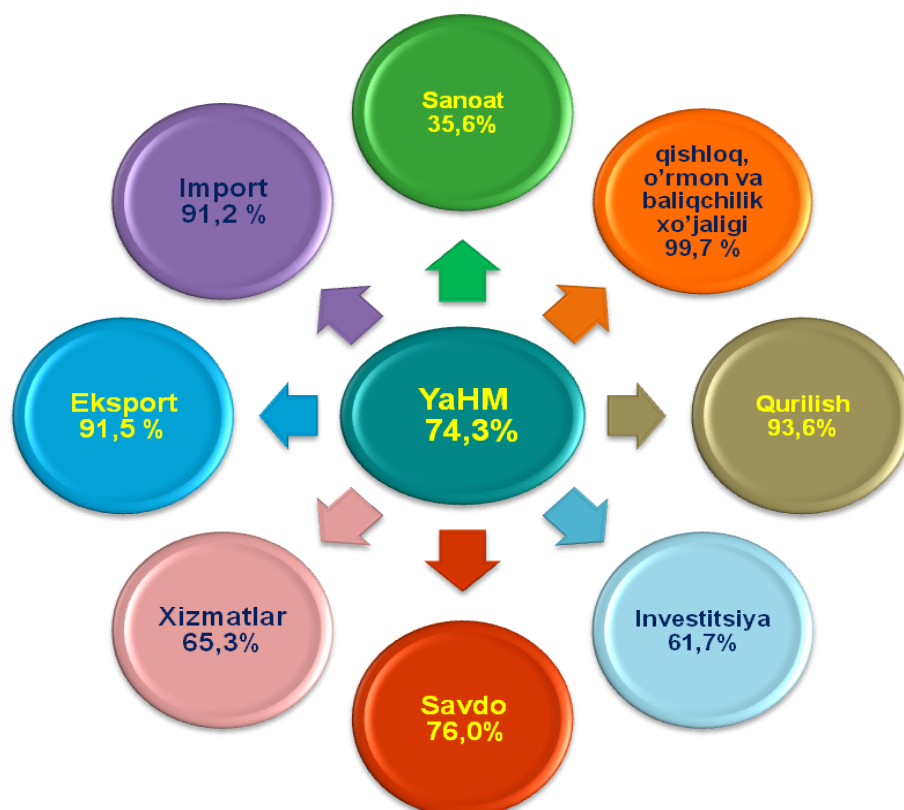 Sanoat
35,6%
qishloq,
o’rmon va
baliqchilik
xo’jaligi
99,7 %
Import
91,2 %
YaHM
74,3%
Eksport
91,5 %
Qurilish
93,6%
Xizmatlar
65,3%
Investitsiya
61,7%
Savdo
76,0%